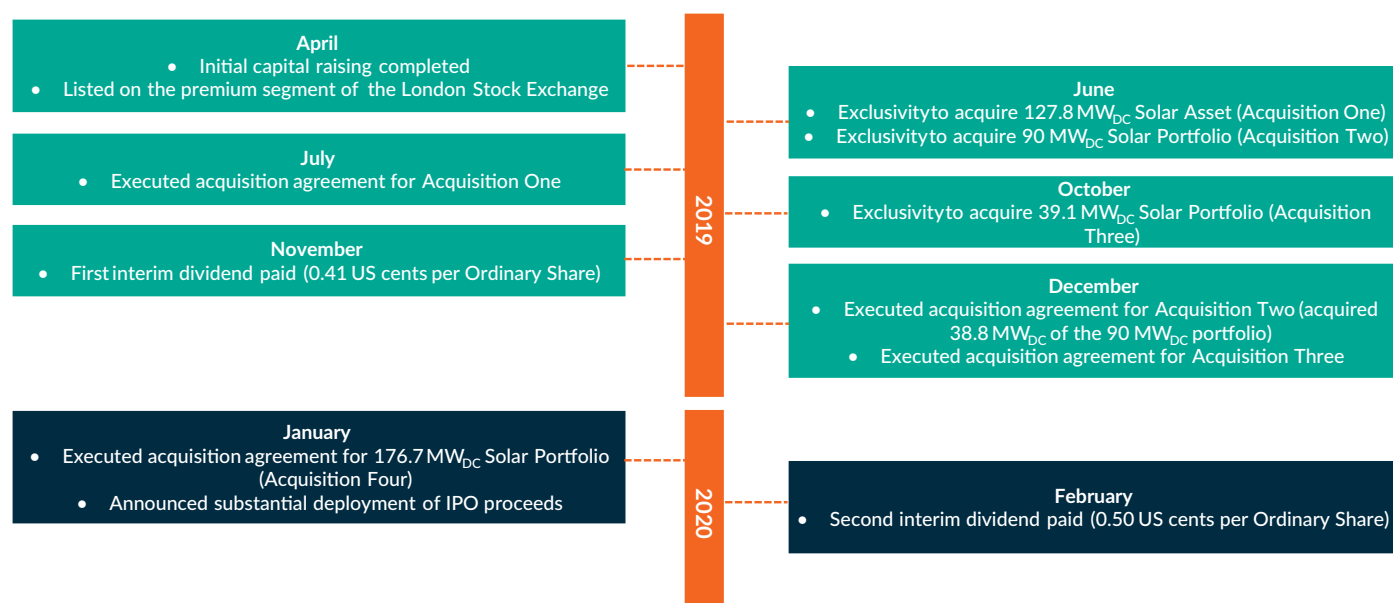 April
• Initial capital raising completed
• Listed on the premium segment of the London Stock Exchange
June
• Exclusivityto acquire 127.8 MWDC Solar Asset (Acquisition One)
• Exclusivityto acquire 90 MWDC Solar Portfolio (Acquisition Two)
July
• Executed acquisition agreement for Acquisition One
October
• Exclusivityto acquire 39.1 MWDC Solar Portfolio (Acquisition
Three)
2019
November
• First interim dividend paid (0.41 US cents per Ordinary Share)
December
• Executed acquisition agreement for Acquisition Two (acquired
38.8 MWDC of the 90 MWDC portfolio)
• Executed acquisition agreement for Acquisition Three
January
• Executed acquisition agreement for 176.7 MWDC Solar Portfolio
(Acquisition Four)
• Announced substantial deployment of IPO proceeds
2020
February
• Second interim dividend paid (0.50 US cents per Ordinary Share)